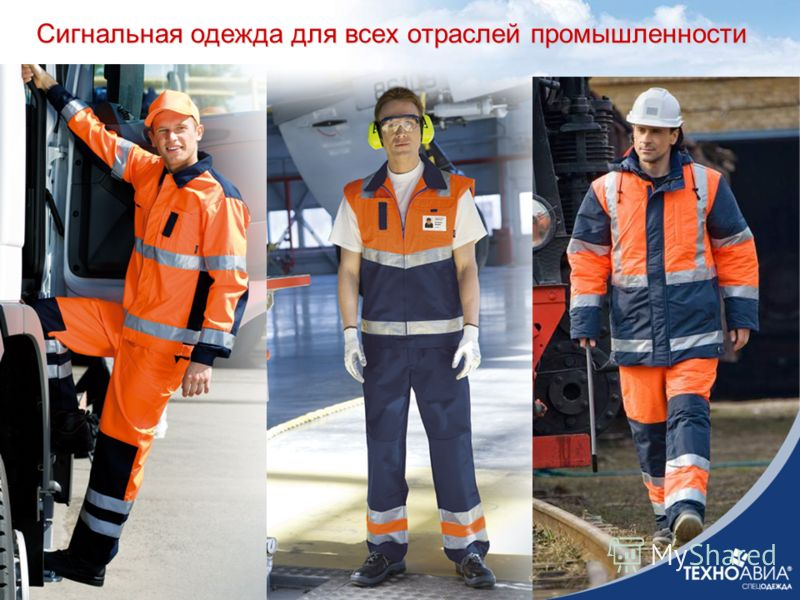 Сигнальная одежда для всех отраслей промышленности
MyShared
ТЕХНОАВИА®
СПЕЦОДЕЖДА